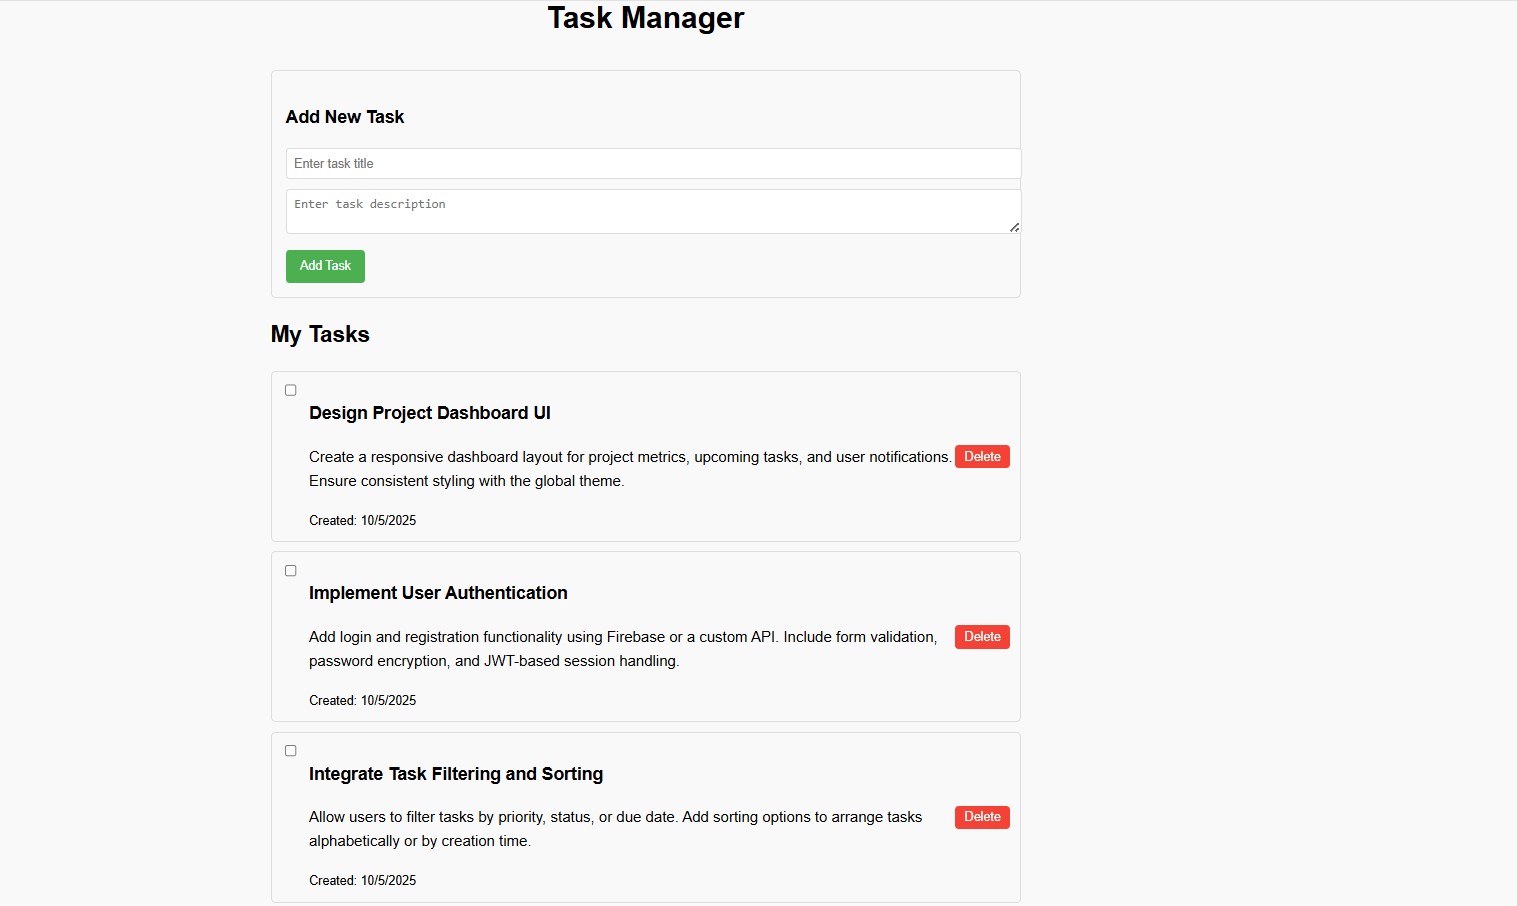 Task Manager
Add New Task
Enter task title
Enter task description
Add Task
My Tasks
Design Project Dashboard UI
Create a responsive dashboard layout for project metrics, upcoming tasks, and user notifications.
Delete
Ensure consistent styling with the global theme.
Created: 10/5/2025
Implement User Authentication
Add login and registration functionality using Firebase or a custom API. Include form validation,
Delete
password encryption, and JWT-based session handling.
Created: 10/5/2025
Integrate Task Filtering and Sorting
Allow users to filter tasks by priority, status, or due date. Add sorting options to arrange tasks
Delete
alphabetically or by creation time.
Created: 10/5/2025